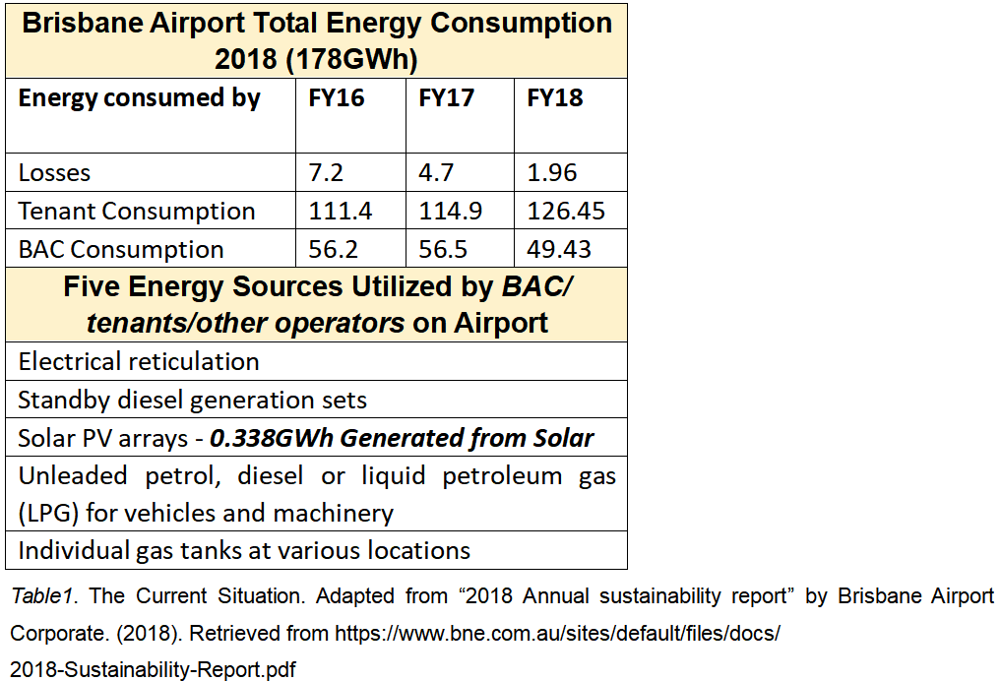 Brisbane Airport Total Energy Consumption
2018 (178GWh)
Energy consumed by FY16 FY17 FY18
Losses 7.2 4.7 1.96
Tenant Consumption 111.4 114.9 126.45
BAC Consumption 56.2 56.5 49.43
Five Energy Sources Utilized by BAC/
tenants/other operators on Airport
Electrical reticulation
Standby diesel generation sets
Solar PV arrays - 0.338GWh Generated from Solar
Unleaded petrol, diesel or liquid petroleum gas
(LPG) for vehicles and machinery
Individual gas tanks at various locations
Table1. The Current Situation. Adapted from “2018 Annual sustainability report” by Brisbane Airport
Corporate. (2018). Retrieved from https://www.bne.com.au/sites/default/files/docs/
2018-Sustainability-Report.pdf